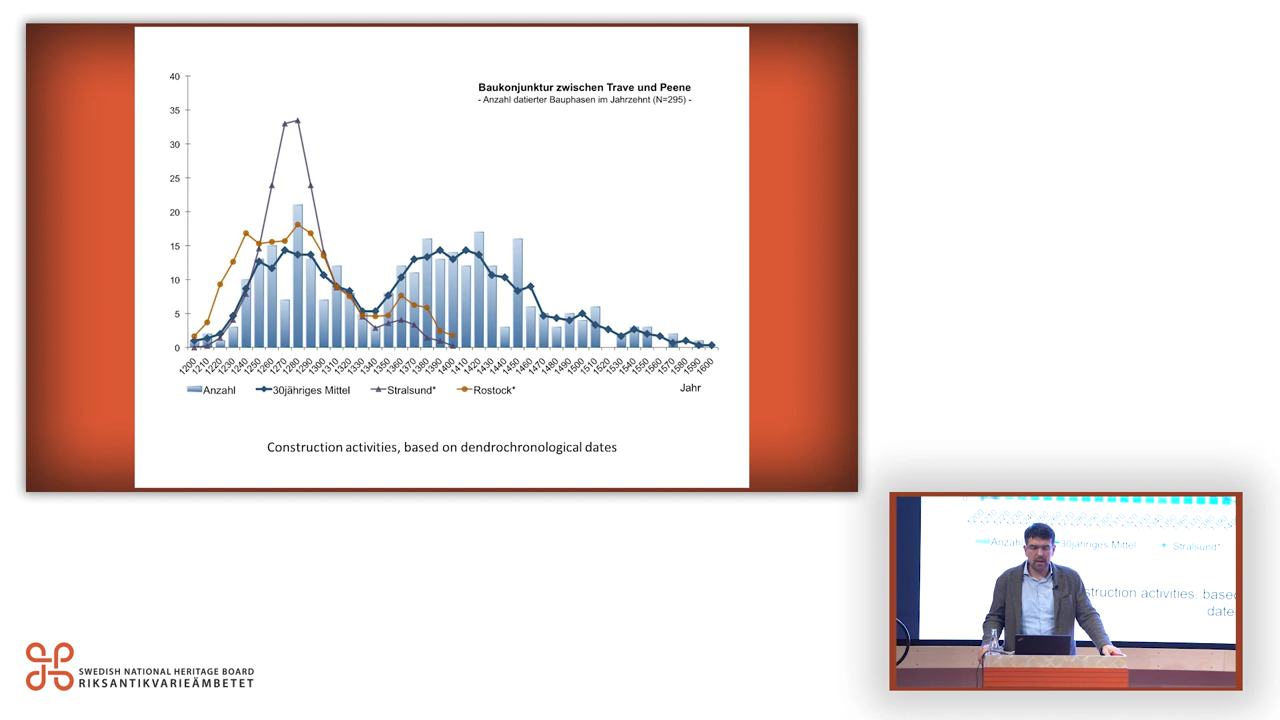 Baukonjunktur zwischen Trave und Peene
- Anzahl datierter Bauphasen im Jahrzehnt (N=295) -
40
35
30
25
20
15
10
5
0
1200 1210 1220 1230 1240 1250 1260 1270 1280 1290 1300 1310 1320 1330 1340 1350 1360 1370 1380 1390 1400 1410 1420 1430 1440 1450 1460 1470 1480 1490 1500 1510 1520 1530 1540 1550 1560 1570 1580 1590 1600
Anzahl 30jähriges Mittel Stralsund* Rostock* Jahr
Construction activities, based on dendrochronological dates
Anzahl 30jähriges Mittel Stralsund*
struction activities, based
date
SWEDISH NATIONAL HERITAGE BOARD
RIKSANTIKVARIEÄMBETET